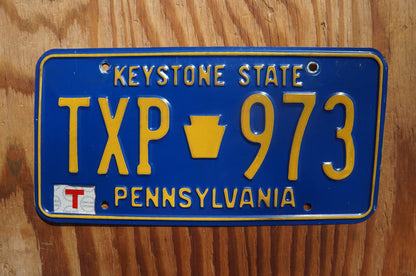 KEYSTONE STATE
TXP 973
T
PENNSYLVANIA